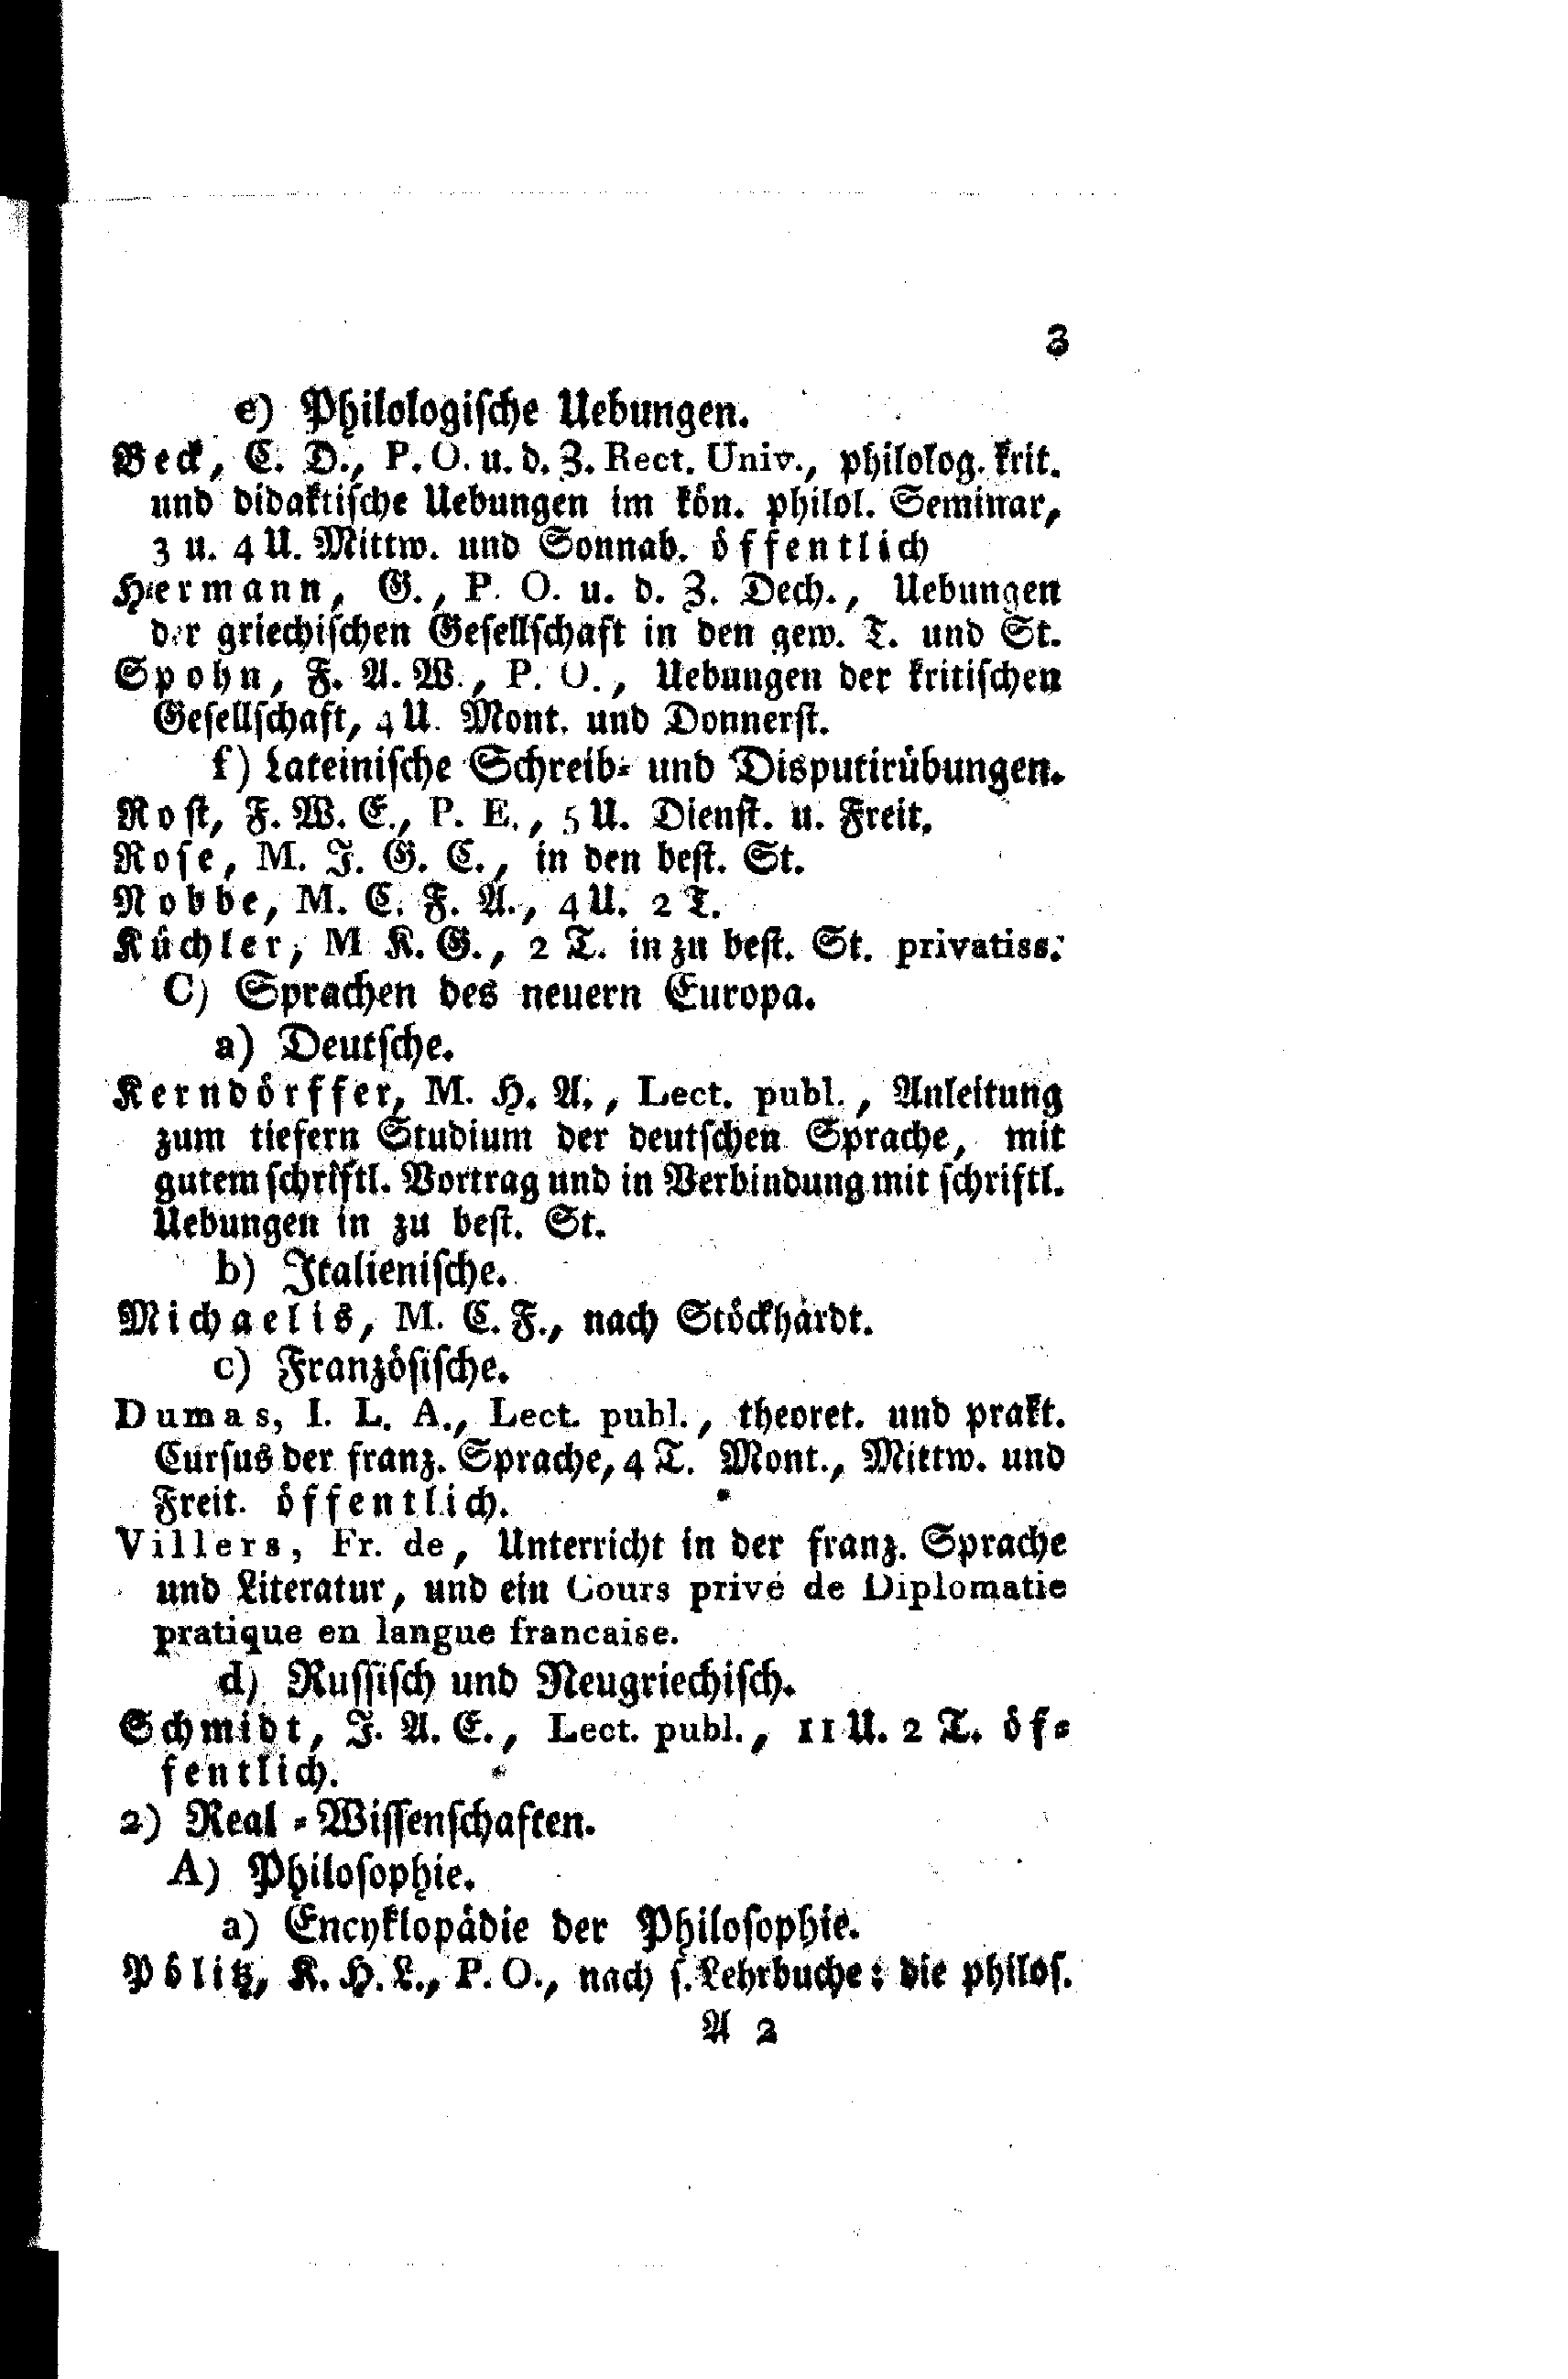 3
e) Philologische Uebungen.
Beck, C. D., P. O. u. d. Z. Rect. Univ., philolog. krit.
und didaktische Uebungen im kön. philol. Seminar,
3 u. 4 U. Mittw. und Sonnab. öffentlich
Hermann, G., P. O. u. d. Z. Dech., Uebungen
der griechischen Gesellschaft in den gew. T. und St.
Spohn, F. A. W., P. O., Uebungen der kritischen
Gesellschaft, 4 U. Mont. und Donnerst.
f) Lateinische Schreib- und Disputirübungen.
Rost, F. W. E., P. E., 5 U. Dienst. u. Freit.
Rose, M. J. G. C., in den best. St.
Nobbe, M. C. F. A., 4 U. 2 T.
Küchler, M K. G., 2 T. in zu best. St. privatiss.
C) Sprachen des neuern Europa.
a) Deutsche.
Kerndörffer, M. H. A., Lect. publ., Anleitung
zum tiefern Studium der deutschen Sprache, mit
gutem schriftl. Vortrag und in Verbindung mit schriftl.
Uebungen in zu best. St.
b) Italienische.
Michaelis, M. C. F., nach Stöckhardt.
c) Französische.
Dumas, I. L. A., Lect. publ., theoret. und prakt.
Cursus der franz. Sprache, 4 T. Mont., Mittw. und
Freit. öffentlich.
Villers, Fr. de, Unterricht in der franz. Sprache
und Literatur, und ein Cours privé de Diplomatie
pratique en langue francaise.
d) Russisch und Neugriechisch.
Schmidt, J. A. E., Lect. publ., 11 U. 2 T. öf-
fentlich.
2) Real-Wissenschaften.
A) Philosophie.
a) Encyklopädie der Philosophie.
Pölitz, K. H. L., P. O., nach s. Lehrbuche: die philos.
A 2